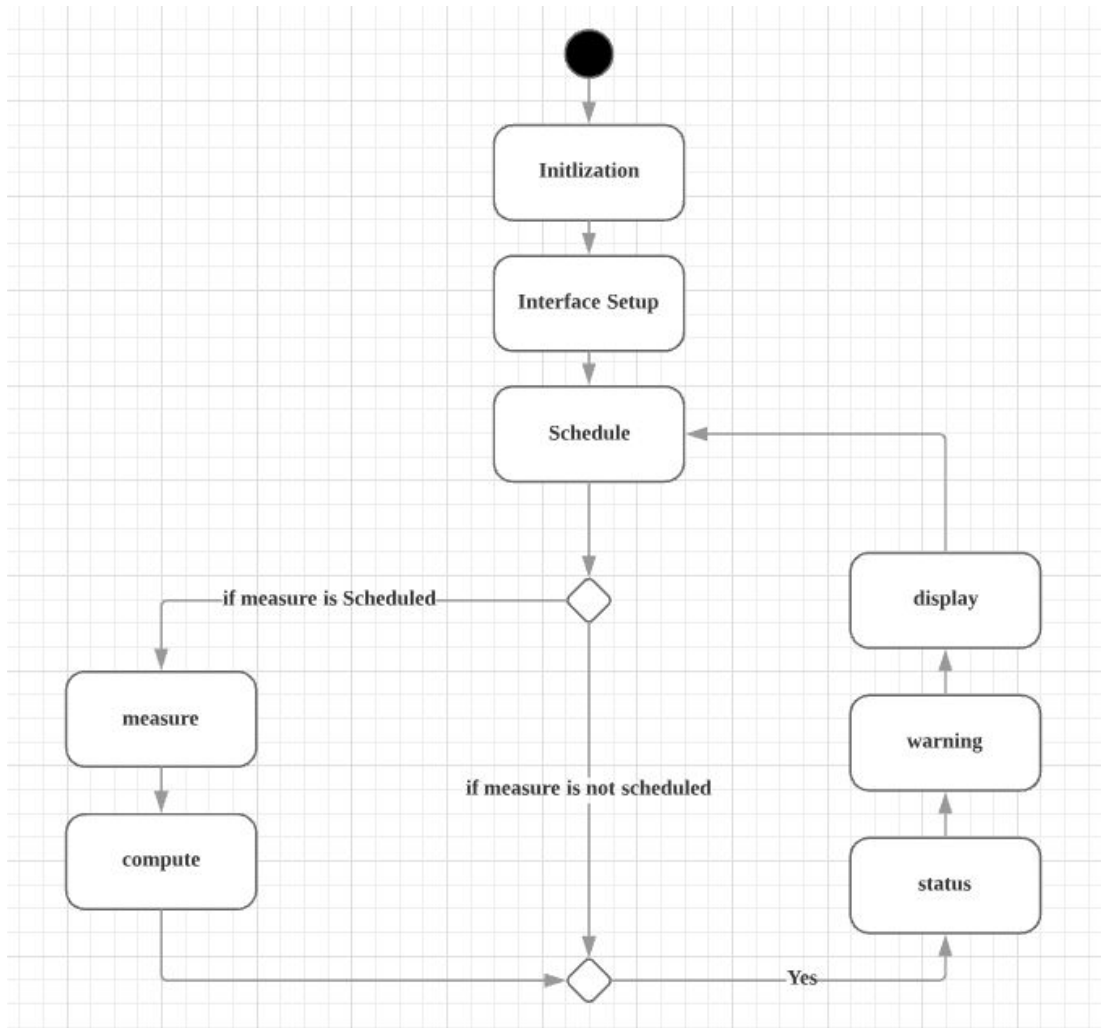 Initlization
Interface Setup
Schedule
if measure is Scheduled
display
measure
warning
if measure is not scheduled
compute
status
Yes